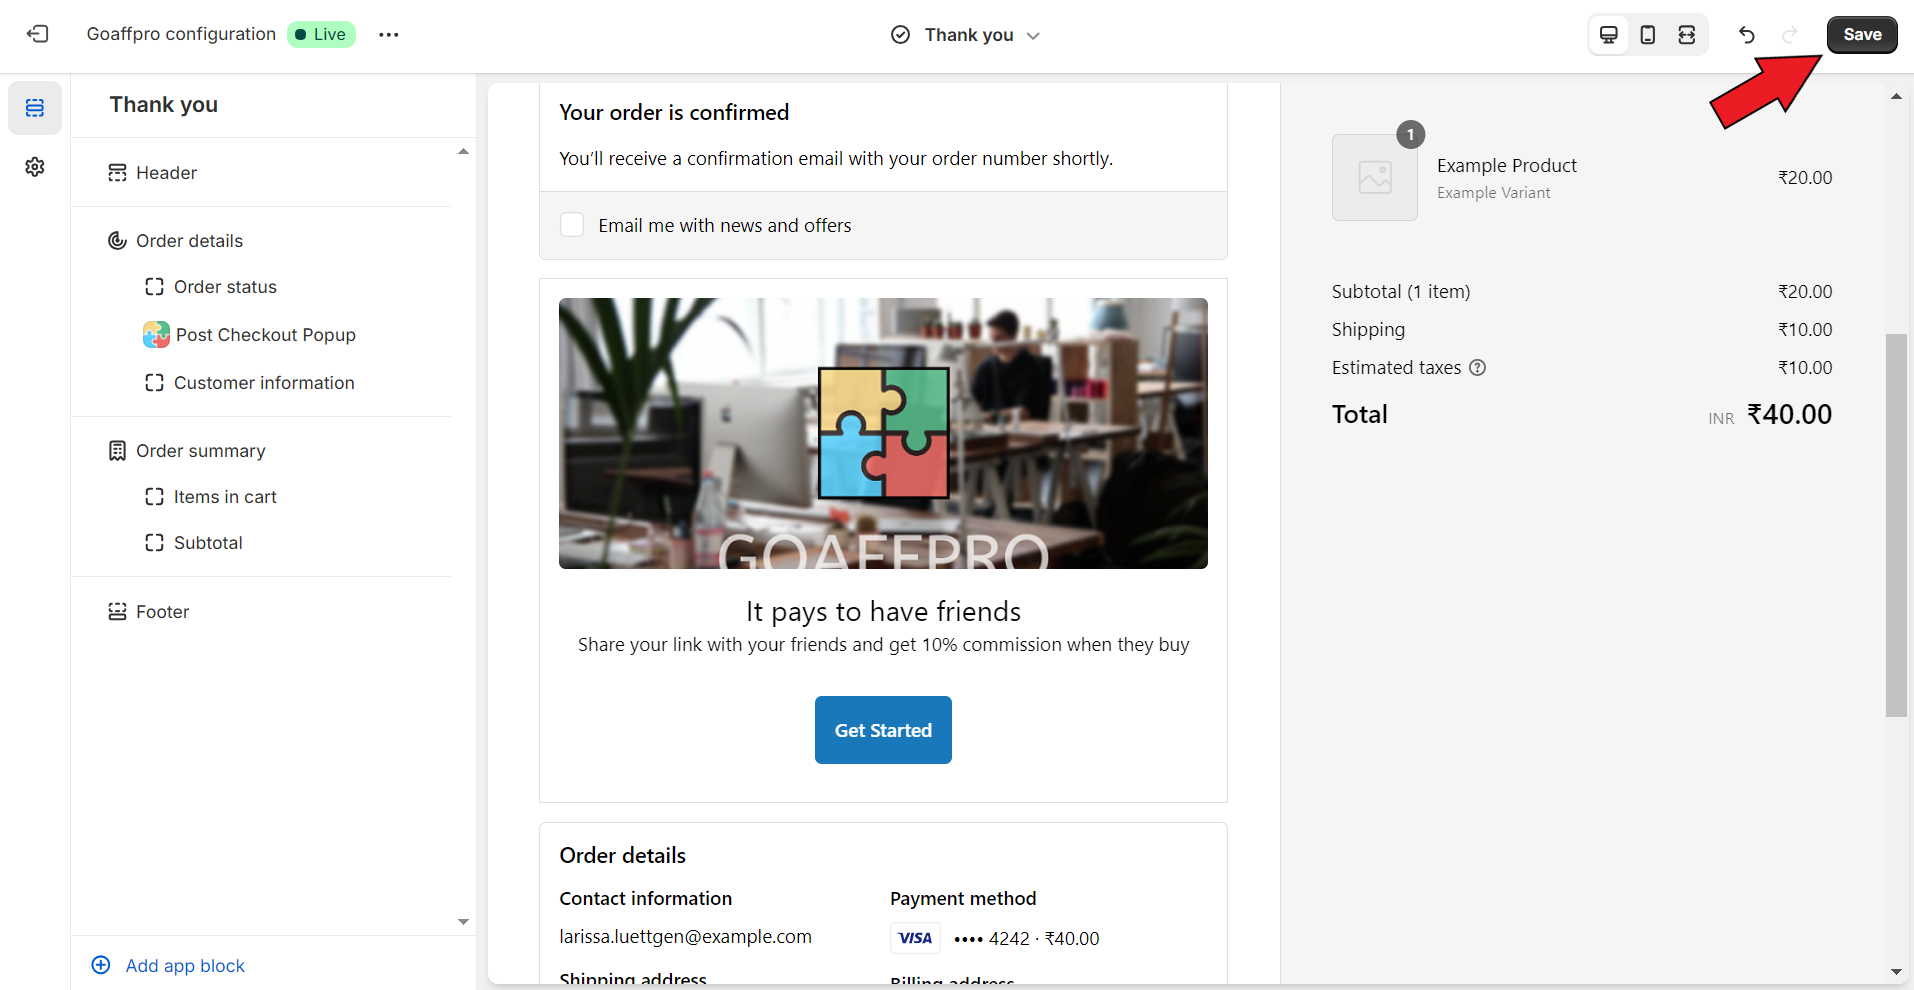 Goaffpro configuration
Live
Thank you
Save
Thank you
Header
Order details
Order status
Post Checkout Popup
Customer information
Order summary
Items in cart
Subtotal
Footer
Add app block
Your order is confirmed
You’ll receive a confirmation email with your order number shortly.
Email me with news and offers
GOAFFPRO
It pays to have friends
Share your link with your friends and get 10% commission when they buy
Get Started
Order details
Contact information
larissa.luettgen@example.com
Shipping address
Payment method
VISA •••• 4242 · ₹40.00
Billing address
1
Example Product
Example Variant
₹20.00
Subtotal (1 item) ₹20.00
Shipping ₹10.00
Estimated taxes ₹10.00
Total INR ₹40.00